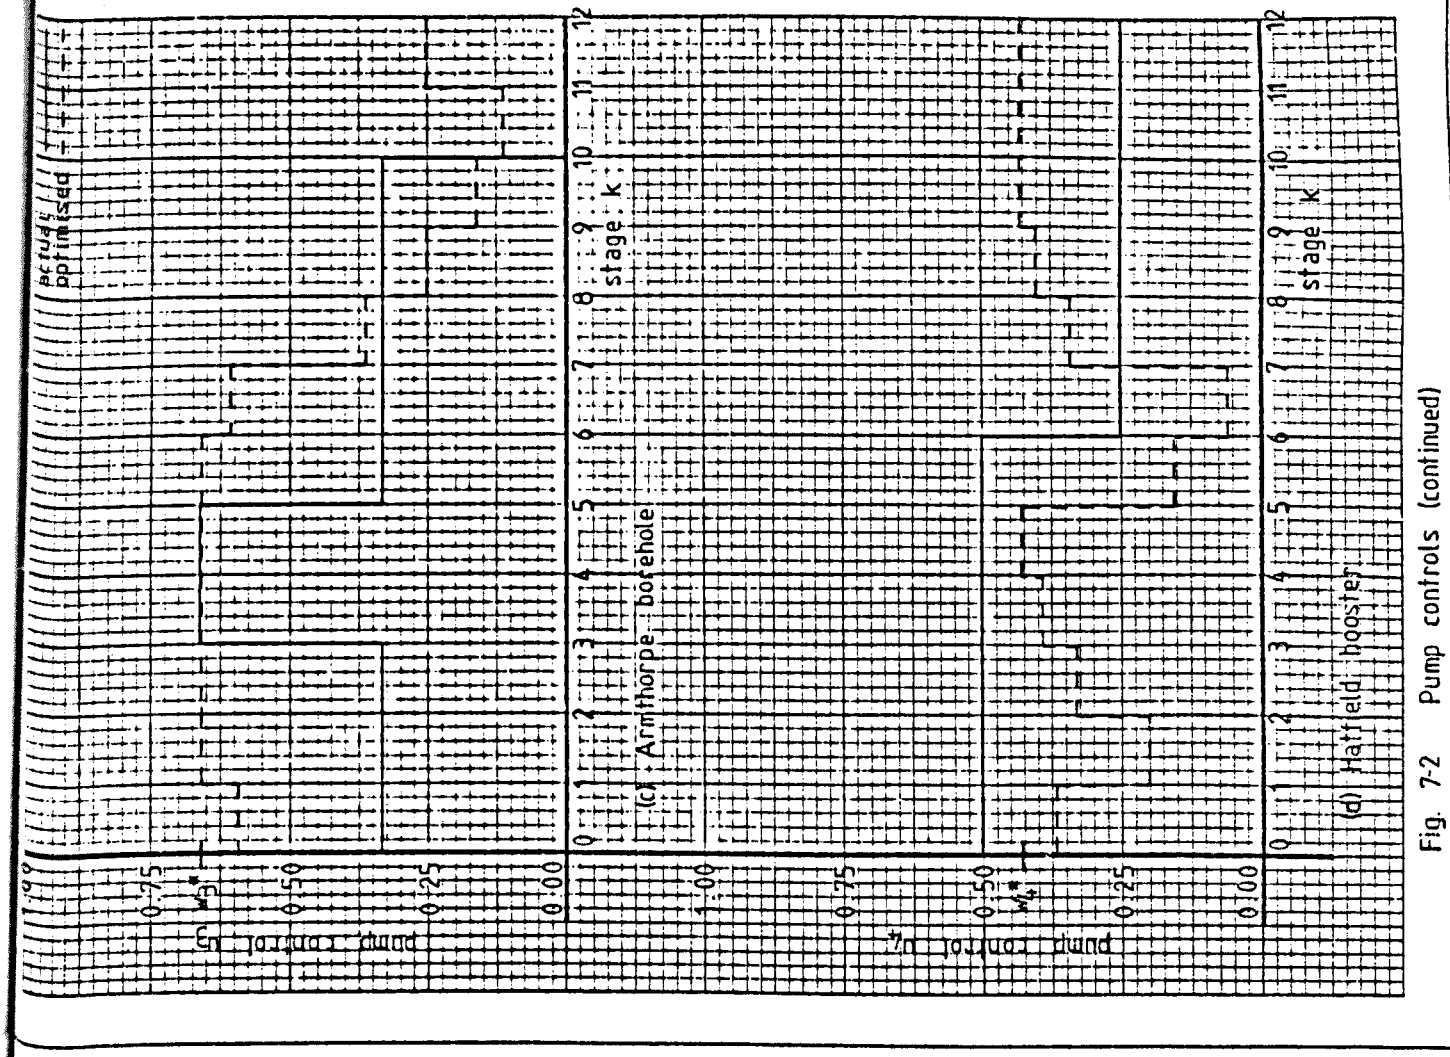 actual
optimised
0.75
w3*
0.50
0.25
0.00
pump control u3
0 1 2 3 4 5 6 7 8 9 10 11 12
stage k
(c) Armthorpe borehole
1.00
0.75
0.50
w4*
0.25
0.00
pump control u4
0 1 2 3 4 5 6 7 8 9 10 11 12
stage k
(d) Hatfield booster
Fig. 7-2 Pump controls (continued)